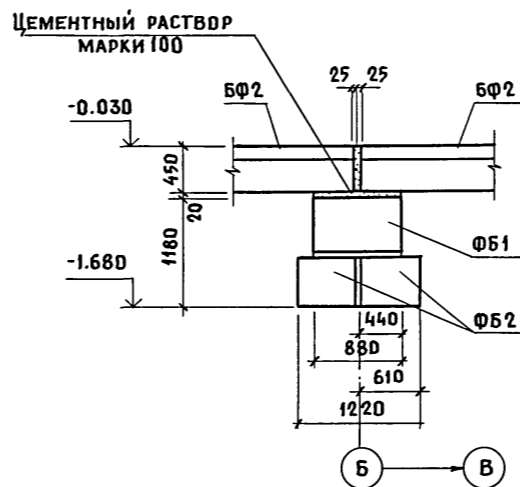 ЦЕМЕНТНЫЙ РАСТВОР
МАРКИ 100
25 25
БФ2
БФ2
-0.030
450
20
1180
ФБ1
-1.680
ФБ2
440
880
610
1220
Б
В